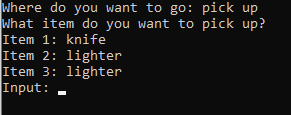 Where do you want to go: pick up
What item do you want to pick up?
Item 1: knife
Item 2: lighter
Item 3: lighter
Input: